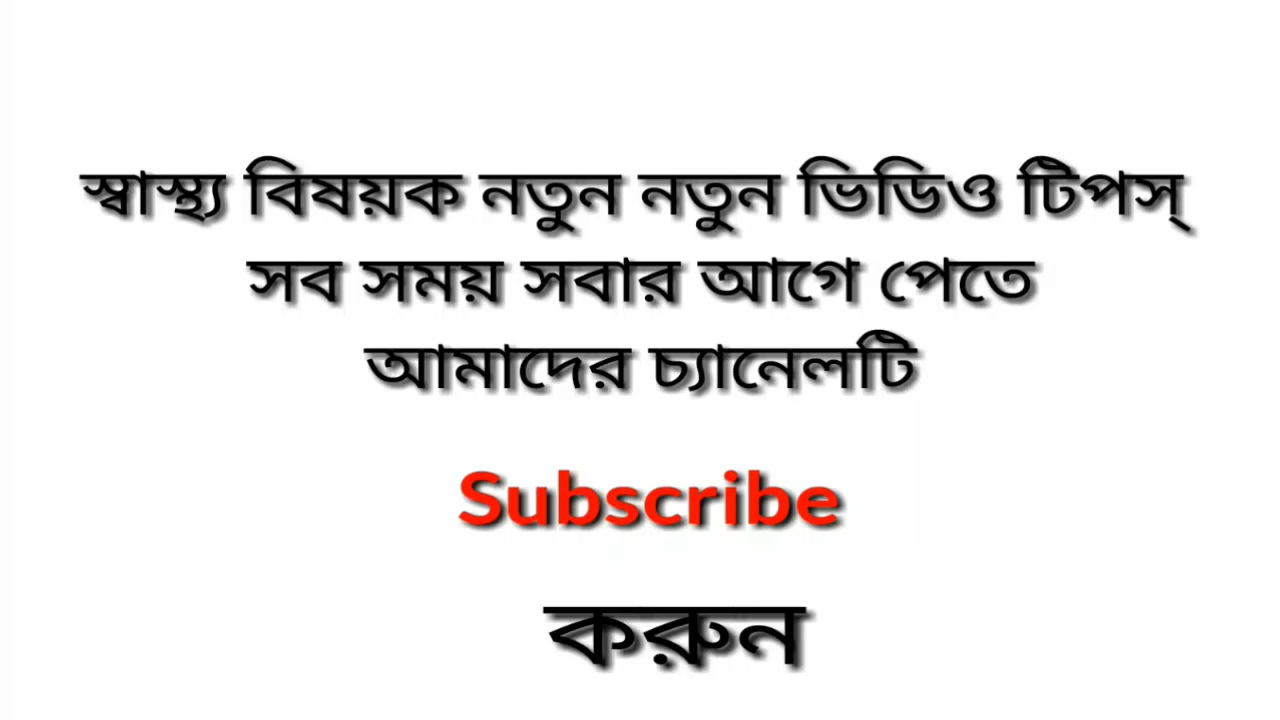 স্বাস্থ্য বিষয়ক নতুন নতুন ভিডিও টিপস্
সব সময় সবার আগে পেতে
আমাদের চ্যানেলটি
Subscribe
করুন